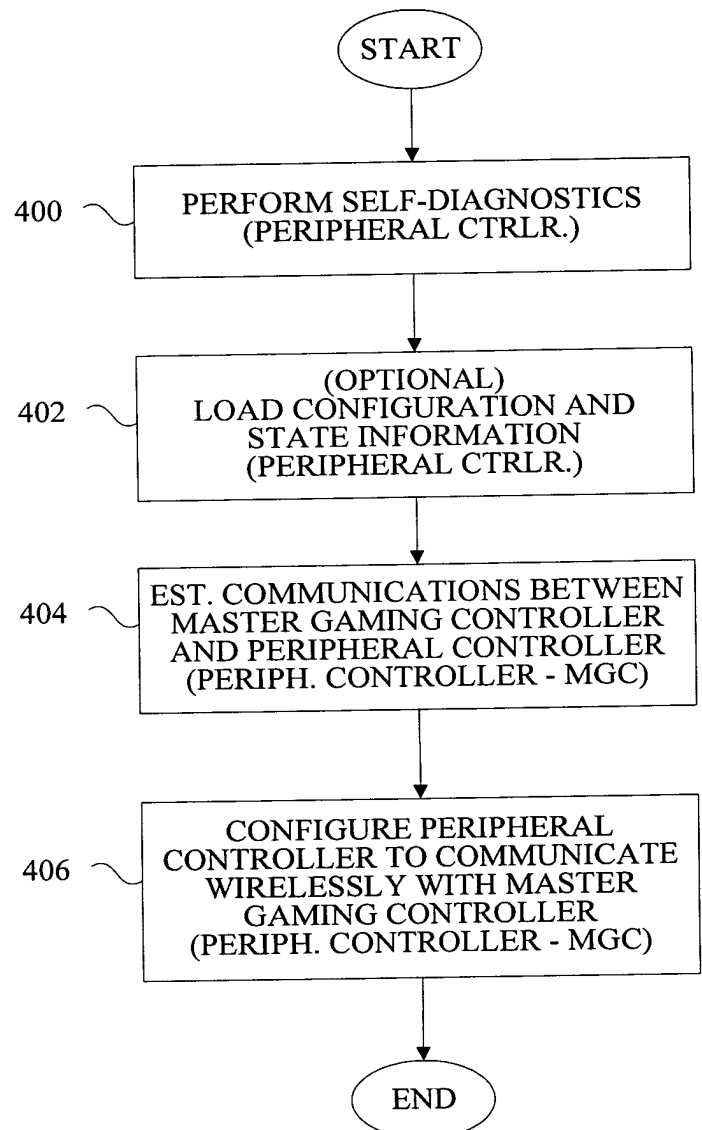 START
400
PERFORM SELF-DIAGNOSTICS
(PERIPHERAL CTRLR.)
402
(OPTIONAL)
LOAD CONFIGURATION AND
STATE INFORMATION
(PERIPHERAL CTRLR.)
404
EST. COMMUNICATIONS BETWEEN
MASTER GAMING CONTROLLER
AND PERIPHERAL CONTROLLER
(PERIPH. CONTROLLER - MGC)
406
CONFIGURE PERIPHERAL
CONTROLLER TO COMMUNICATE
WIRELESSLY WITH MASTER
GAMING CONTROLLER
(PERIPH. CONTROLLER - MGC)
END